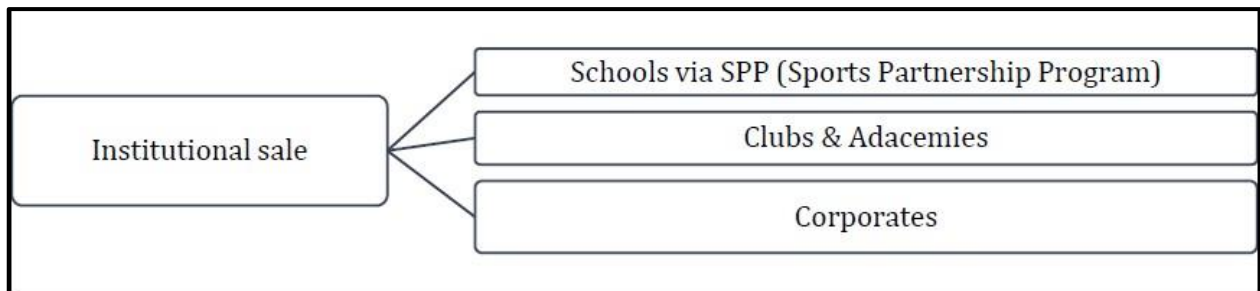 Institutional sale
Schools via SPP (Sports Partnership Program)
Clubs & Adacemies
Corporates